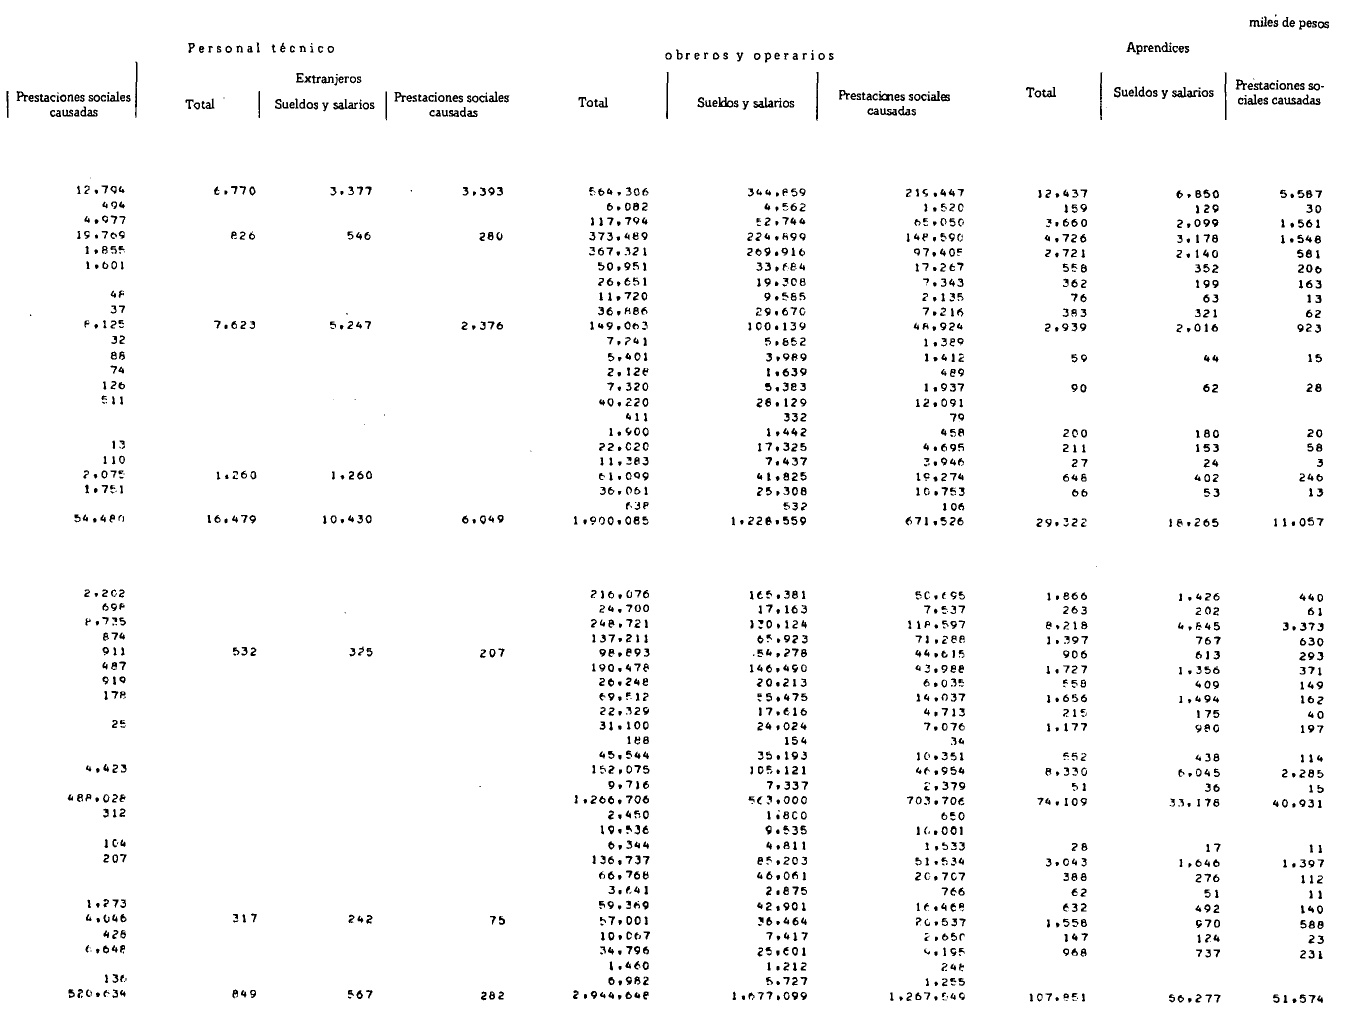 miles de pesos
Personal técnico obreros y operarios Aprendices
Extranjeros
Prestaciones sociales causadas Total Sueldos y salarios Prestaciones sociales causadas Total Sueldos y salarios Prestaciones sociales causadas Total Sueldos y salarios Prestaciones sociales causadas
12,794 6,770 3,377 3,393 564,306 344,859 219,447 12,437 6,850 5,587
494 6,082 4,562 1,520 159 129 30
4,977 117,794 52,744 65,050 3,660 2,099 1,561
19,769 826 546 280 373,489 224,899 148,590 4,726 3,178 1,548
1,855 367,321 269,916 97,405 2,721 2,140 581
1,601 50,951 33,684 17,267 558 352 206
26,651 19,308 7,343 362 199 163
48 11,720 9,585 2,135 76 63 13
37 36,886 29,670 7,216 383 321 62
8,125 7,623 5,247 2,376 149,063 100,139 48,924 2,939 2,016 923
32 7,241 5,852 1,389
88 5,401 3,989 1,412 59 44 15
74 2,128 1,639 489
126 7,320 5,383 1,937 90 62 28
511 40,220 28,129 12,091
411 332 79
1,900 1,442 458 200 180 20
13 22,020 17,325 4,695 211 153 58
110 11,383 7,437 3,946 27 24 3
2,075 1,260 1,260 61,099 41,825 19,274 648 402 246
1,751 36,061 25,308 10,753 66 53 13
638 532 106
54,480 16,479 10,430 6,049 1,900,085 1,228,559 671,526 29,322 18,265 11,057
2,202 216,076 165,381 50,695 1,866 1,426 440
698 24,700 17,163 7,537 263 202 61
8,735 248,721 130,124 118,597 8,218 4,845 3,373
874 137,211 65,923 71,288 1,397 767 630
911 532 325 207 98,893 54,278 44,615 906 613 293
487 190,478 146,490 43,988 1,727 1,356 371
919 26,248 20,213 6,035 558 409 149
178 69,512 55,475 14,037 1,656 1,494 162
22,329 17,616 4,713 215 175 40
25 31,100 24,024 7,076 1,177 980 197
188 154 34
45,544 35,193 10,351 552 438 114
4,423 152,075 105,121 46,954 8,330 6,045 2,285
9,716 7,337 2,379 51 36 15
488,028 1,266,706 563,000 703,706 74,109 33,178 40,931
312 2,450 1,800 650
19,536 9,535 10,001
104 6,344 4,811 1,533 28 17 11
207 136,737 85,203 51,534 3,043 1,646 1,397
66,768 46,061 20,707 388 276 112
3,641 2,875 766 62 51 11
1,273 59,369 42,901 16,468 632 492 140
4,046 317 242 75 57,001 36,464 20,537 1,558 970 588
428 10,067 7,417 2,650 147 124 23
6,648 34,796 25,601 9,195 968 737 231
1,460 1,212 248
136 6,982 5,727 1,255
520,634 849 567 282 2,944,648 1,677,099 1,267,549 107,851 56,277 51,574